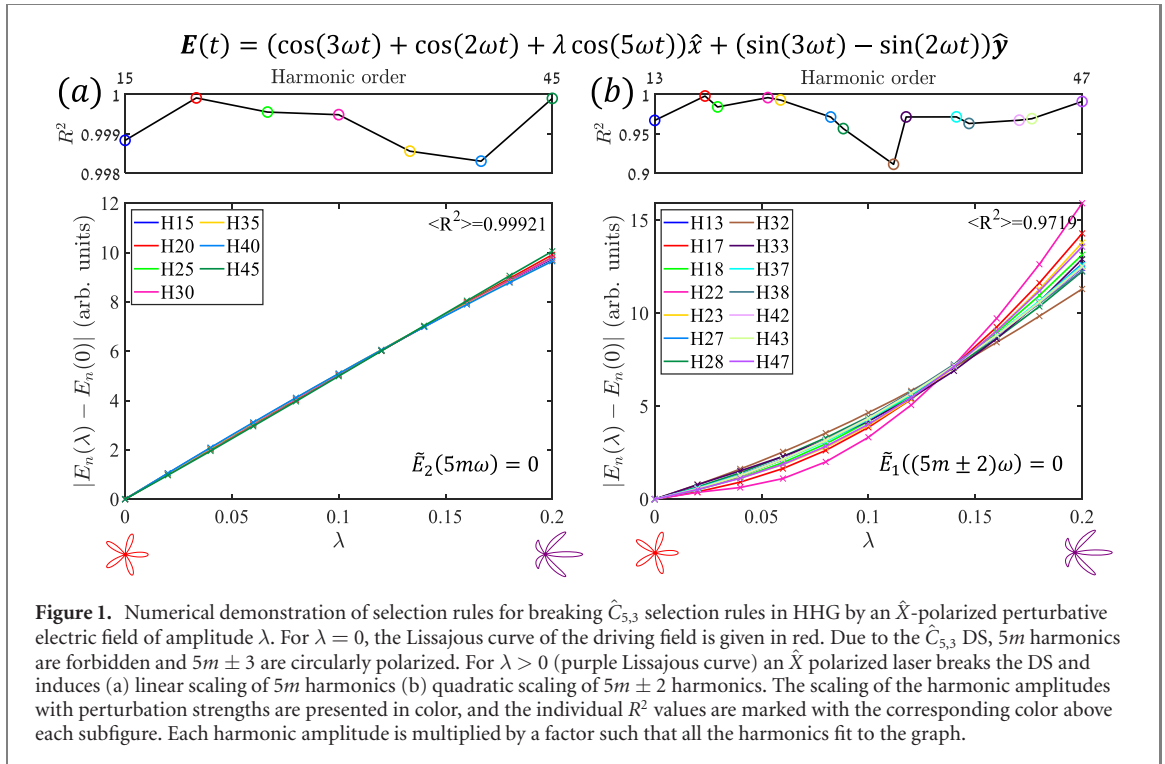 E(t) = (cos(3ωt) + cos(2ωt) + λ cos(5ωt))x̂ + (sin(3ωt) − sin(2ωt))ŷ
(a)
15 Harmonic order 45
R²
1
0.999
0.998
|Eₙ(λ) − Eₙ(0)| (arb. units)
12
10
8
6
4
2
0
H15 H35
H20 H40
H25 H45
H30
<R²>=0.99921
Ẽ₂(5mω) = 0
0 0.05 0.1 0.15 0.2
λ
(b)
13 Harmonic order 47
R²
1
0.95
0.9
|Eₙ(λ) − Eₙ(0)| (arb. units)
15
10
5
0
H13 H32
H17 H33
H18 H37
H22 H38
H23 H42
H27 H43
H28 H47
<R²>=0.9719
Ẽ₁((5m ± 2)ω) = 0
0 0.05 0.1 0.15 0.2
λ
Figure 1. Numerical demonstration of selection rules for breaking Ĉ₅,₃ selection rules in HHG by an X̂-polarized perturbative
electric field of amplitude λ. For λ = 0, the Lissajous curve of the driving field is given in red. Due to the Ĉ₅,₃ DS, 5m harmonics
are forbidden and 5m ± 3 are circularly polarized. For λ > 0 (purple Lissajous curve) an X̂ polarized laser breaks the DS and
induces (a) linear scaling of 5m harmonics (b) quadratic scaling of 5m ± 2 harmonics. The scaling of the harmonic amplitudes
with perturbation strengths are presented in color, and the individual R² values are marked with the corresponding color above
each subfigure. Each harmonic amplitude is multiplied by a factor such that all the harmonics fit to the graph.